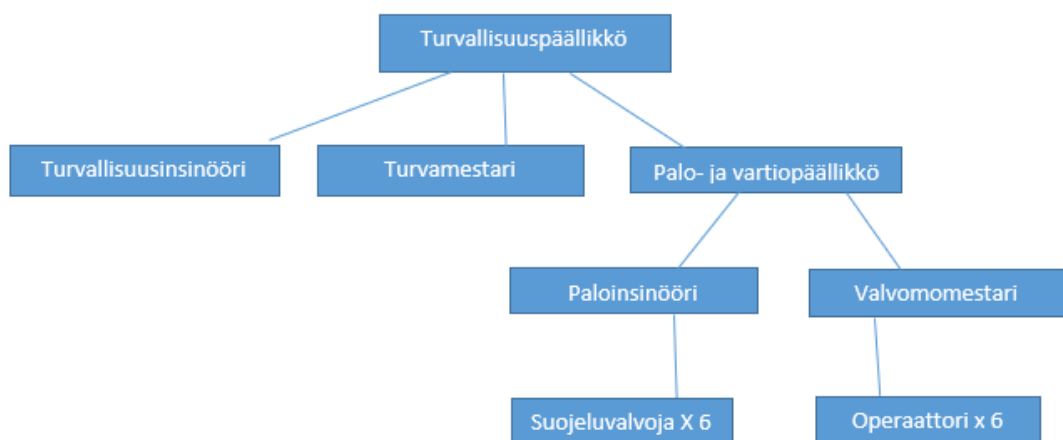 Turvallisuuspäällikkö
Turvallisuusinsinööri
Turvamestari
Palo- ja vartiopäällikkö
Paloinsinööri
Valvomomestari
Suojeluvalvoja X 6
Operaattori x 6